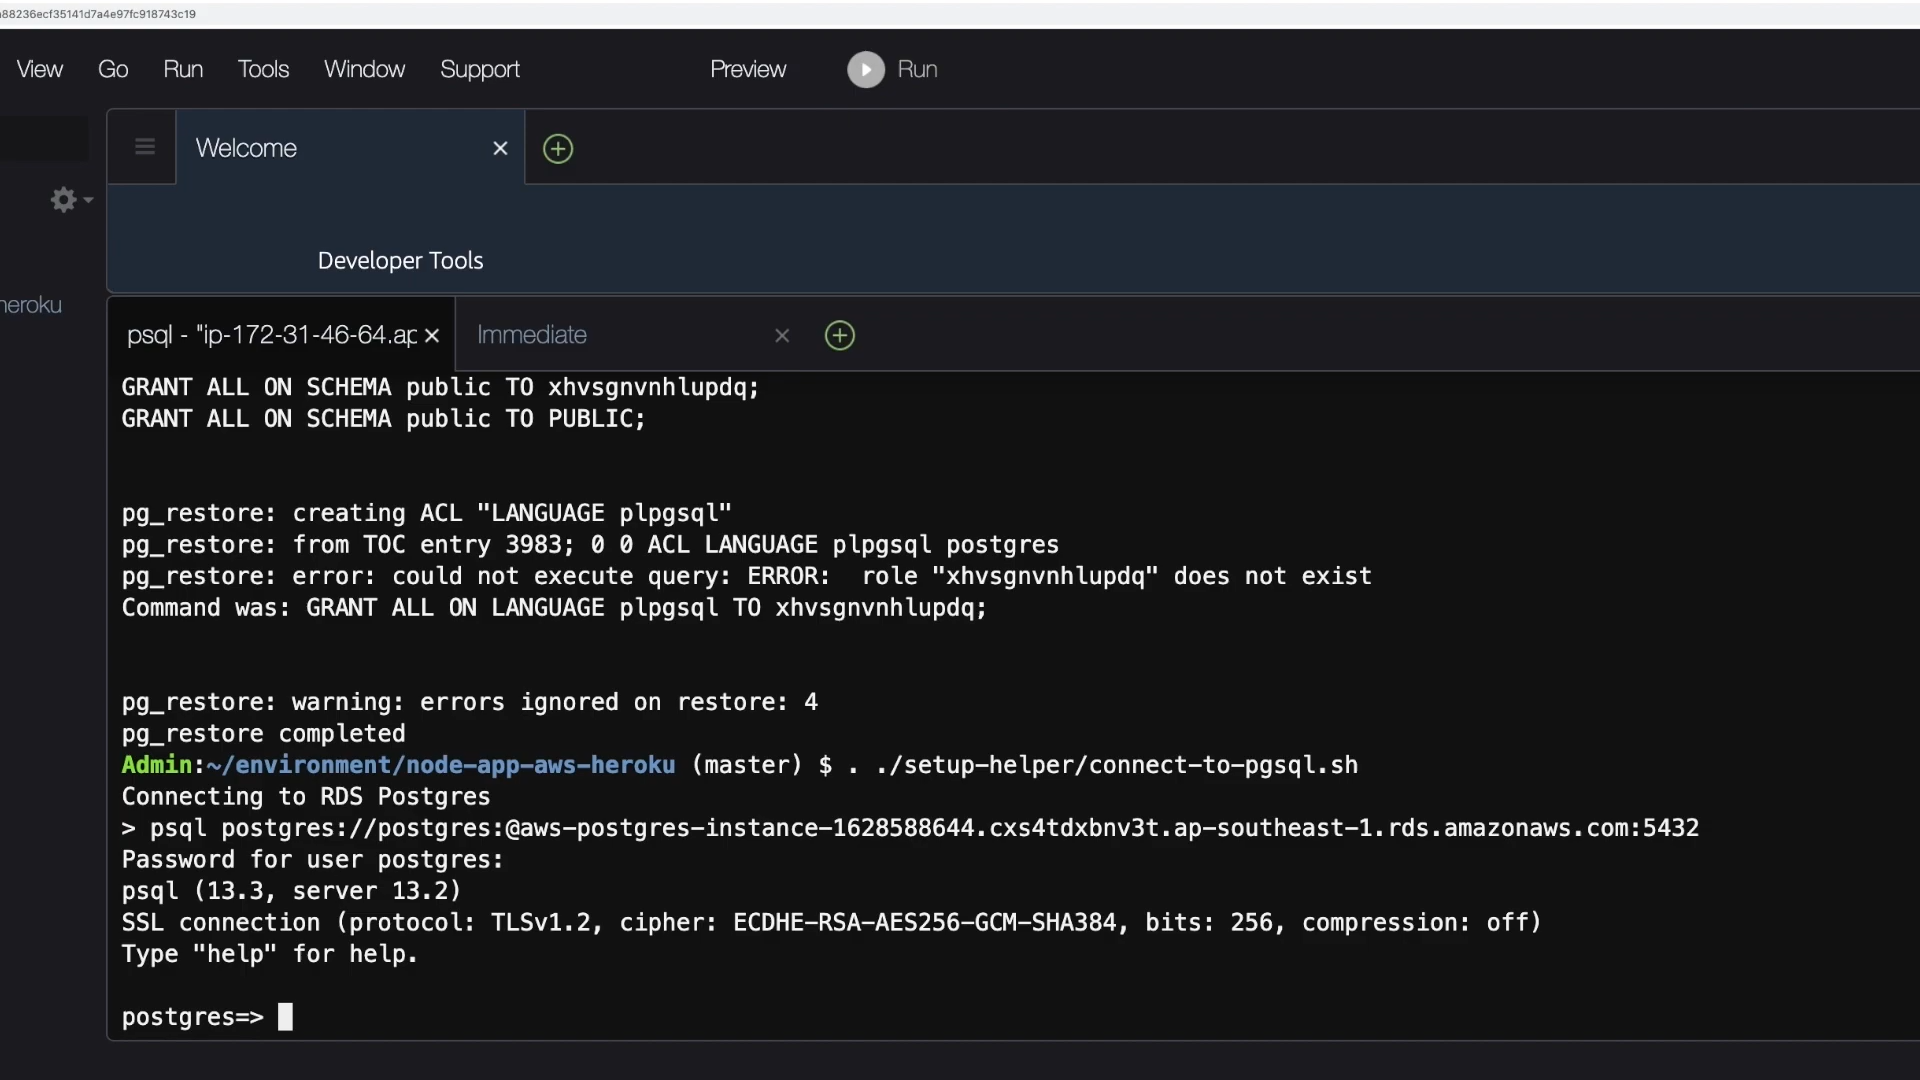 88236ecf35141d7a4e97fc918743c19
View Go Run Tools Window Support Preview Run
Welcome
Developer Tools
heroku
psql - "ip-172-31-46-64.ap Immediate
GRANT ALL ON SCHEMA public TO xhvsgnvnhlupdq;
GRANT ALL ON SCHEMA public TO PUBLIC;
pg_restore: creating ACL "LANGUAGE plpgsql"
pg_restore: from TOC entry 3983; 0 0 ACL LANGUAGE plpgsql postgres
pg_restore: error: could not execute query: ERROR:  role "xhvsgnvnhlupdq" does not exist
Command was: GRANT ALL ON LANGUAGE plpgsql TO xhvsgnvnhlupdq;
pg_restore: warning: errors ignored on restore: 4
pg_restore completed
Admin:~/environment/node-app-aws-heroku (master) $ . ./setup-helper/connect-to-pgsql.sh
Connecting to RDS Postgres
> psql postgres://postgres:@aws-postgres-instance-1628588644.cxs4tdxbnv3t.ap-southeast-1.rds.amazonaws.com:5432
Password for user postgres:
psql (13.3, server 13.2)
SSL connection (protocol: TLSv1.2, cipher: ECDHE-RSA-AES256-GCM-SHA384, bits: 256, compression: off)
Type "help" for help.
postgres=>